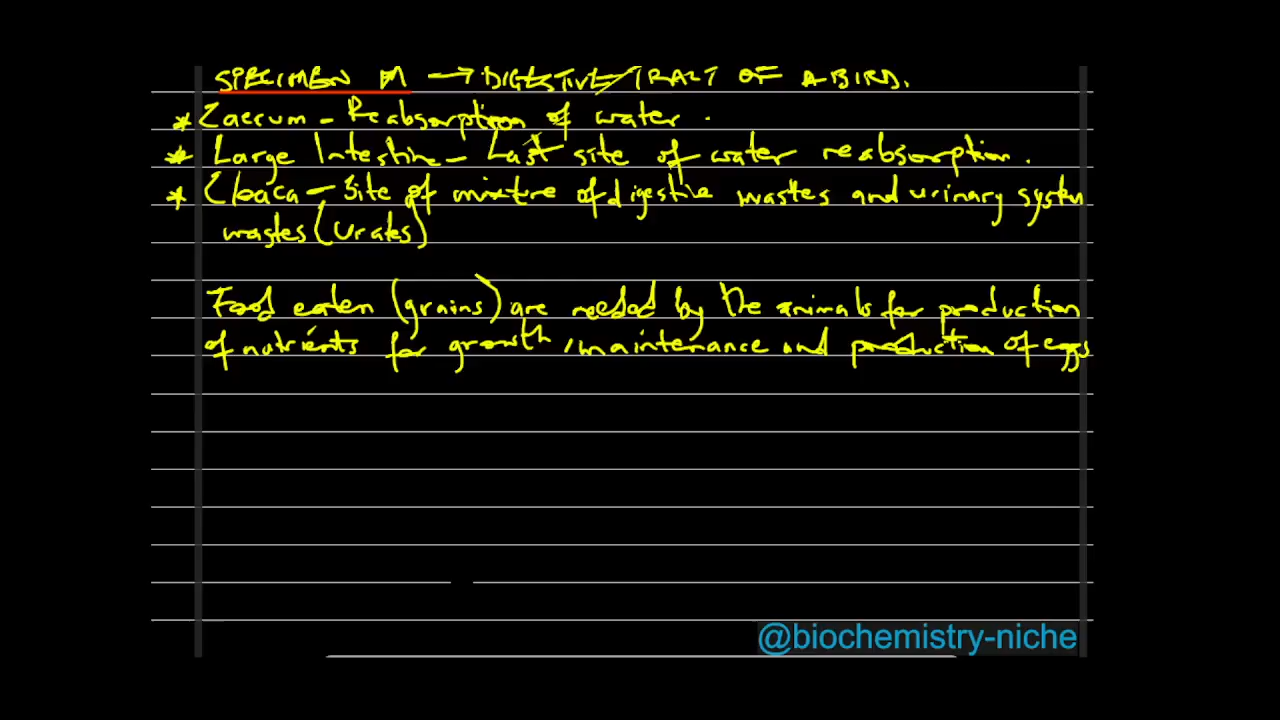 SPECIMEN M → DIGESTIVE TRACT OF A BIRD.
* Caecum - Reabsorption of water.
* Large Intestine - Last site of water reabsorption.
* Cloaca - Site of mixture of digestive wastes and urinary system
wastes (Urates)
Food eaten (grains) are needed by the animals for production
of nutrients for growth, maintenance and production of eggs
@biochemistry-niche